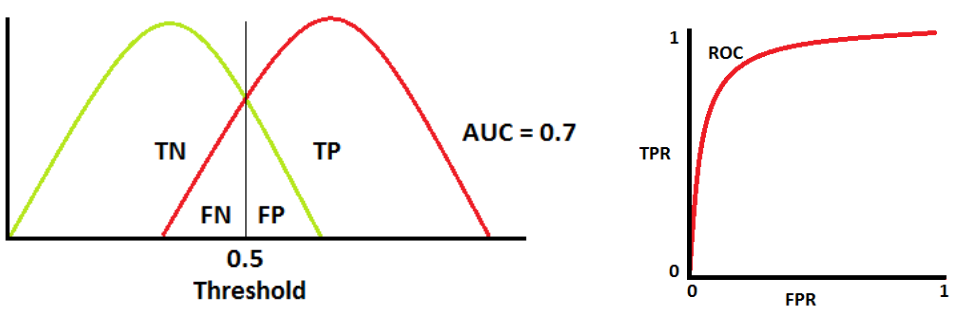 TN
TP
FN
FP
AUC = 0.7
0.5
Threshold
1
ROC
TPR
0
0
FPR
1